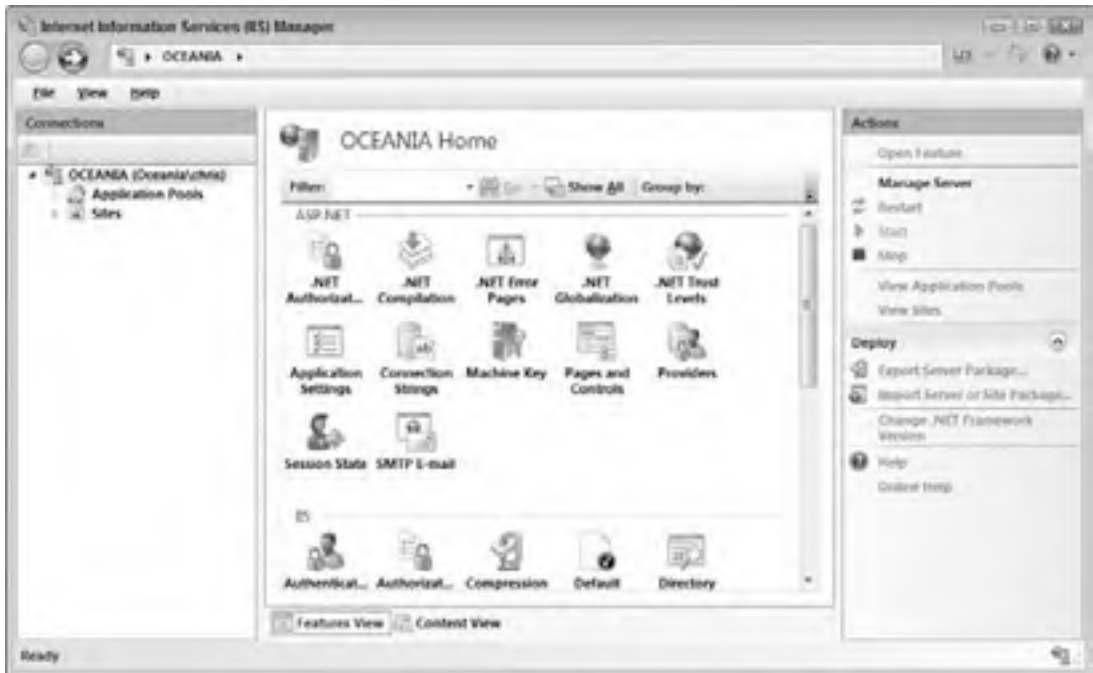 Internet Information Services (IIS) Manager
OCEANIA
File View Help
Connections
OCEANIA (Oceania\chris)
Application Pools
Sites
OCEANIA Home
Filter: Go Show All Group by:
ASP.NET
.NET Authorizat...
.NET Compilation
.NET Error Pages
.NET Globalization
.NET Trust Levels
Application Settings
Connection Strings
Machine Key
Pages and Controls
Providers
Session State
SMTP E-mail
IIS
Authenticat...
Authorizat...
Compression
Default
Directory
Features View
Content View
Actions
Open Feature
Manage Server
Restart
Start
Stop
View Application Pools
View Sites
Deploy
Export Server Package...
Import Server or Site Package...
Change .NET Framework
Version
Help
Online Help
Ready